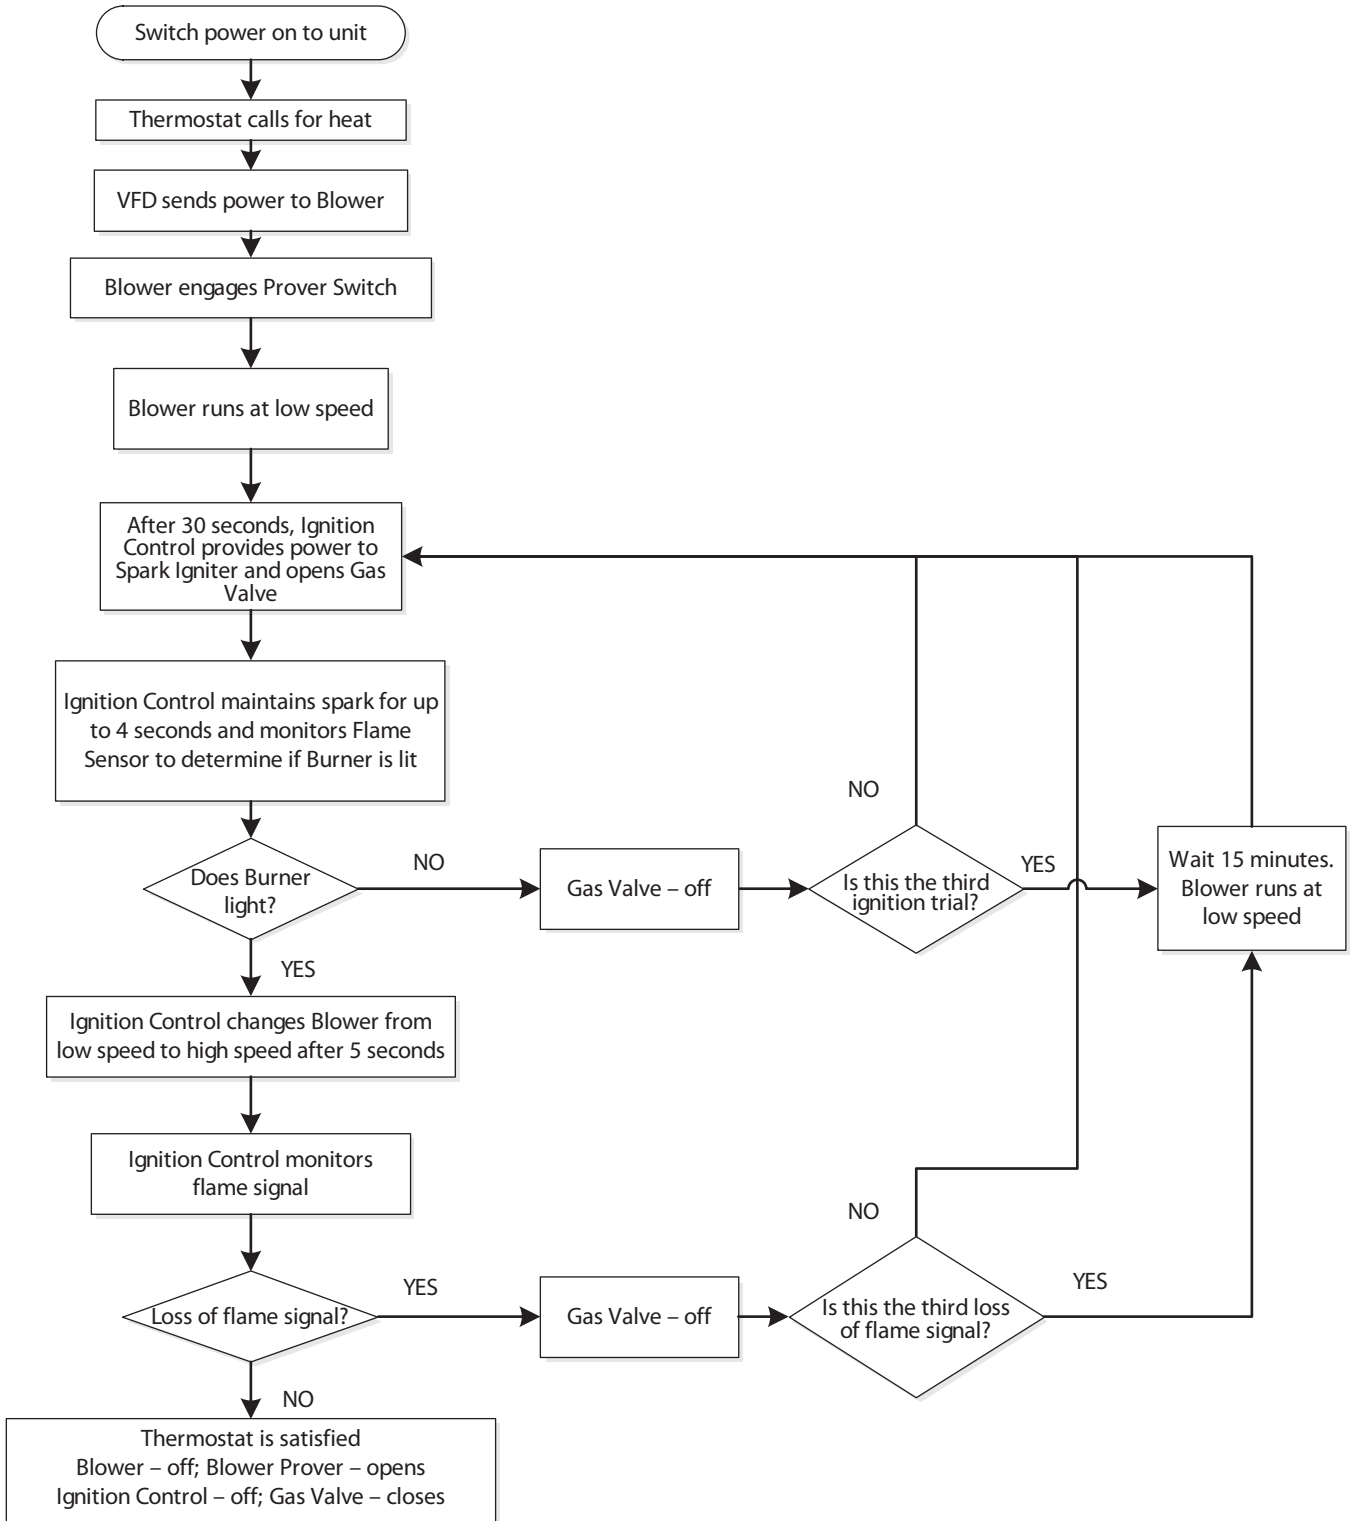 Switch power on to unit
Thermostat calls for heat
VFD sends power to Blower
Blower engages Prover Switch
Blower runs at low speed
After 30 seconds, Ignition
Control provides power to
Spark Igniter and opens Gas
Valve
Ignition Control maintains spark for up
to 4 seconds and monitors Flame
Sensor to determine if Burner is lit
Does Burner
light?
NO
Gas Valve – off
Is this the third
ignition trial?
NO
YES
Wait 15 minutes.
Blower runs at
low speed
YES
Ignition Control changes Blower from
low speed to high speed after 5 seconds
Ignition Control monitors
flame signal
Loss of flame signal?
YES
Gas Valve – off
Is this the third loss
of flame signal?
NO
YES
NO
Thermostat is satisfied
Blower – off; Blower Prover – opens
Ignition Control – off; Gas Valve – closes